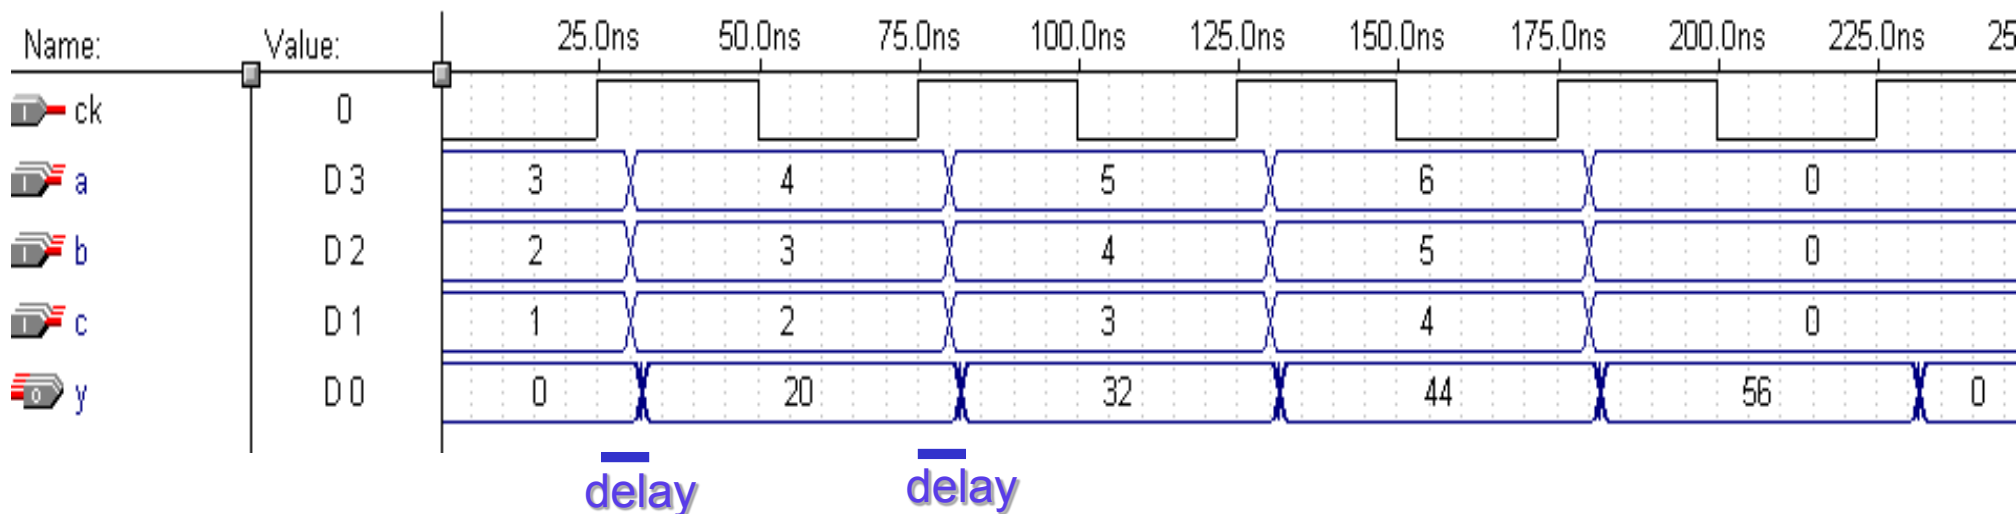 Name: Value: 25.0ns 50.0ns 75.0ns 100.0ns 125.0ns 150.0ns 175.0ns 200.0ns 225.0ns 25
I ck 0
I a D 3 3 4 5 6 0
I b D 2 2 3 4 5 0
I c D 1 1 2 3 4 0
O y D 0 0 20 32 44 56 0
delay delay